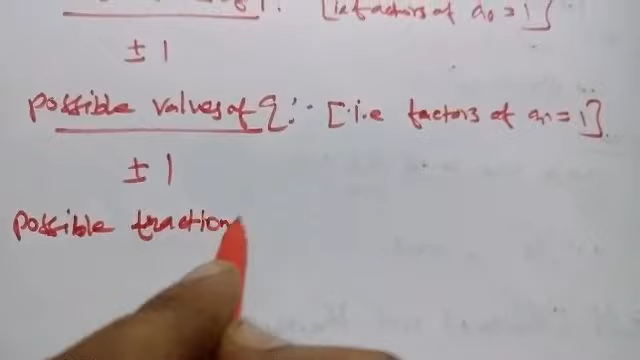 [i.e factors of a0 = 1]
± 1
possible values of q :- [i.e factors of an = 1]
± 1
possible fraction